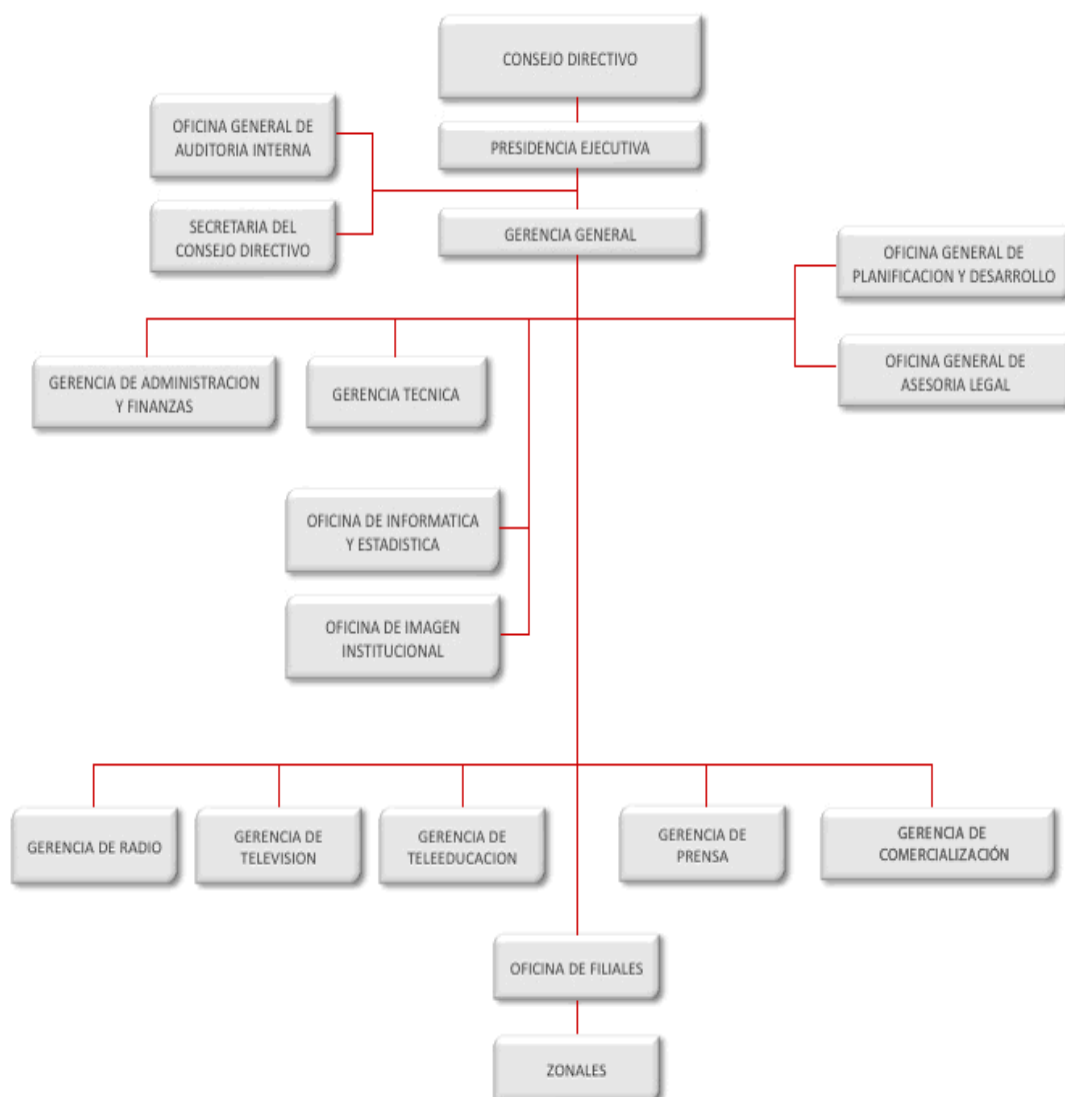 CONSEJO DIRECTIVO
OFICINA GENERAL DE
AUDITORIA INTERNA
PRESIDENCIA EJECUTIVA
SECRETARIA DEL
CONSEJO DIRECTIVO
GERENCIA GENERAL
OFICINA GENERAL DE
PLANIFICACION Y DESARROLLO
OFICINA GENERAL DE
ASESORIA LEGAL
GERENCIA DE ADMINISTRACION
Y FINANZAS
GERENCIA TECNICA
OFICINA DE INFORMATICA
Y ESTADISTICA
OFICINA DE IMAGEN
INSTITUCIONAL
GERENCIA DE RADIO
GERENCIA DE
TELEVISION
GERENCIA DE
TELEEDUCACION
GERENCIA DE
PRENSA
GERENCIA DE
COMERCIALIZACIÓN
OFICINA DE FILIALES
ZONALES